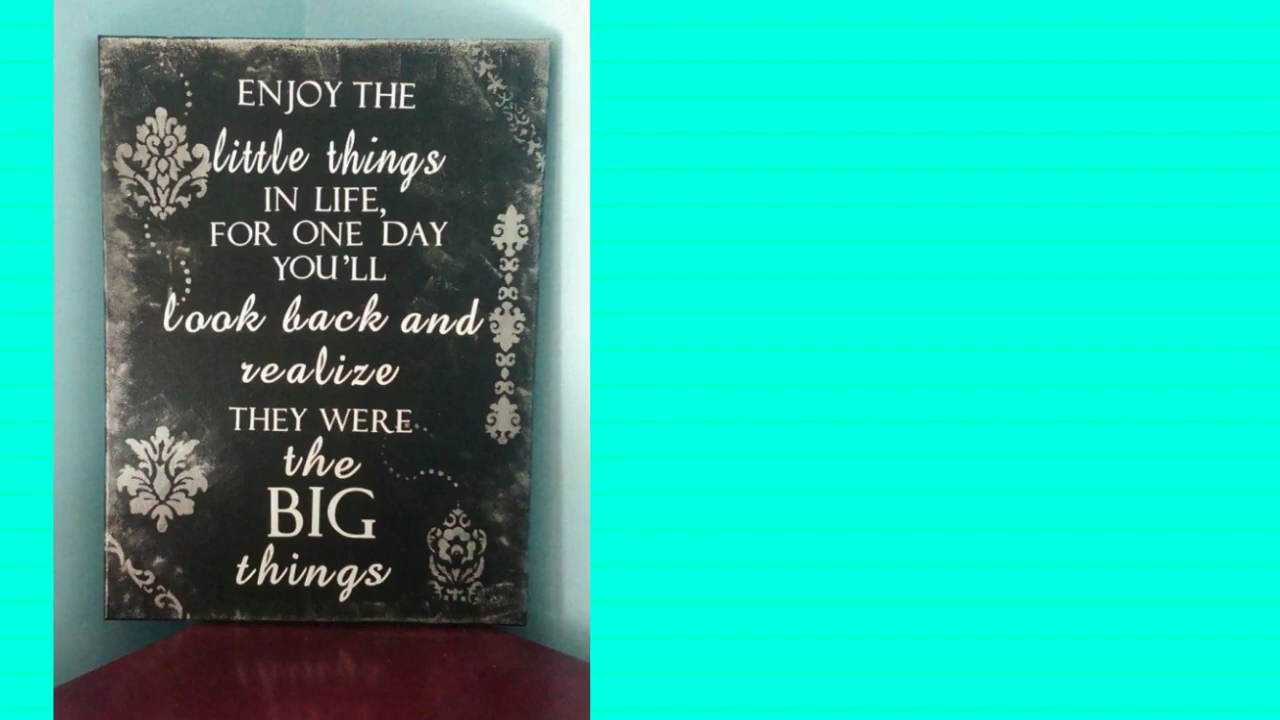 ENJOY THE
little things
IN LIFE,
FOR ONE DAY
YOU'LL
look back and
realize
THEY WERE
the
BIG
things